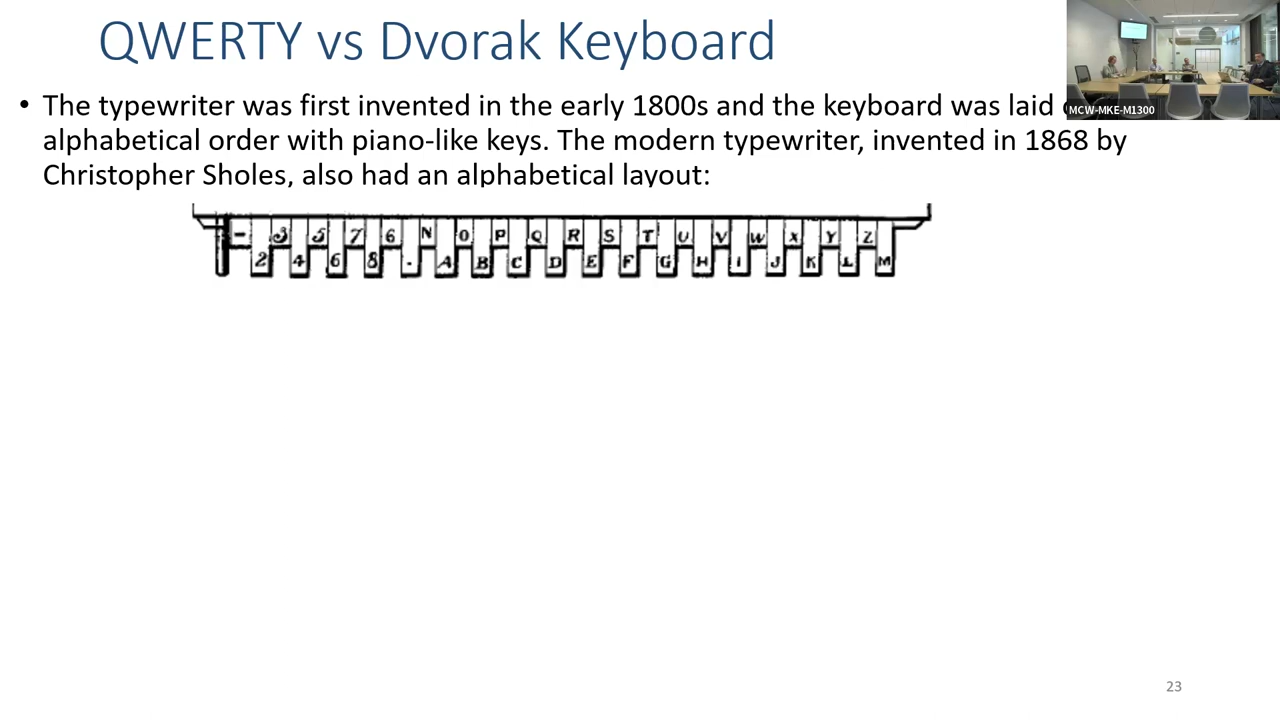 QWERTY vs Dvorak Keyboard
• The typewriter was first invented in the early 1800s and the keyboard was laid
alphabetical order with piano-like keys. The modern typewriter, invented in 1868 by
Christopher Sholes, also had an alphabetical layout:
– 3 5 7 6 N O P Q R S T U V W X Y Z
2 4 6 8 . A B C D E F G H I J K L M
MCW-MKE-M1300
23